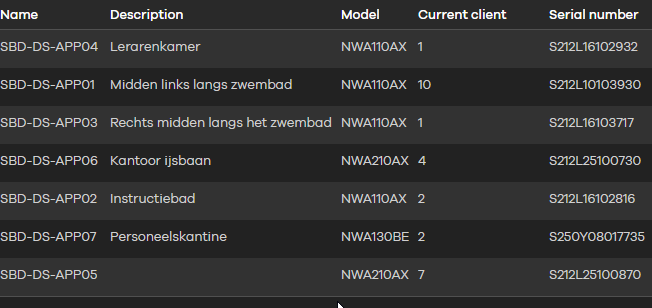 Name Description Model Current client Serial number
SBD-DS-APP04 Lerarenkamer NWA110AX 1 S212L16102932
SBD-DS-APP01 Midden links langs zwembad NWA110AX 10 S212L10103930
SBD-DS-APP03 Rechts midden langs het zwembad NWA110AX 1 S212L16103717
SBD-DS-APP06 Kantoor ijsbaan NWA210AX 4 S212L25100730
SBD-DS-APP02 Instructiebad NWA110AX 2 S212L16102816
SBD-DS-APP07 Personeelskantine NWA130BE 2 S250Y08017735
SBD-DS-APP05 NWA210AX 7 S212L25100870